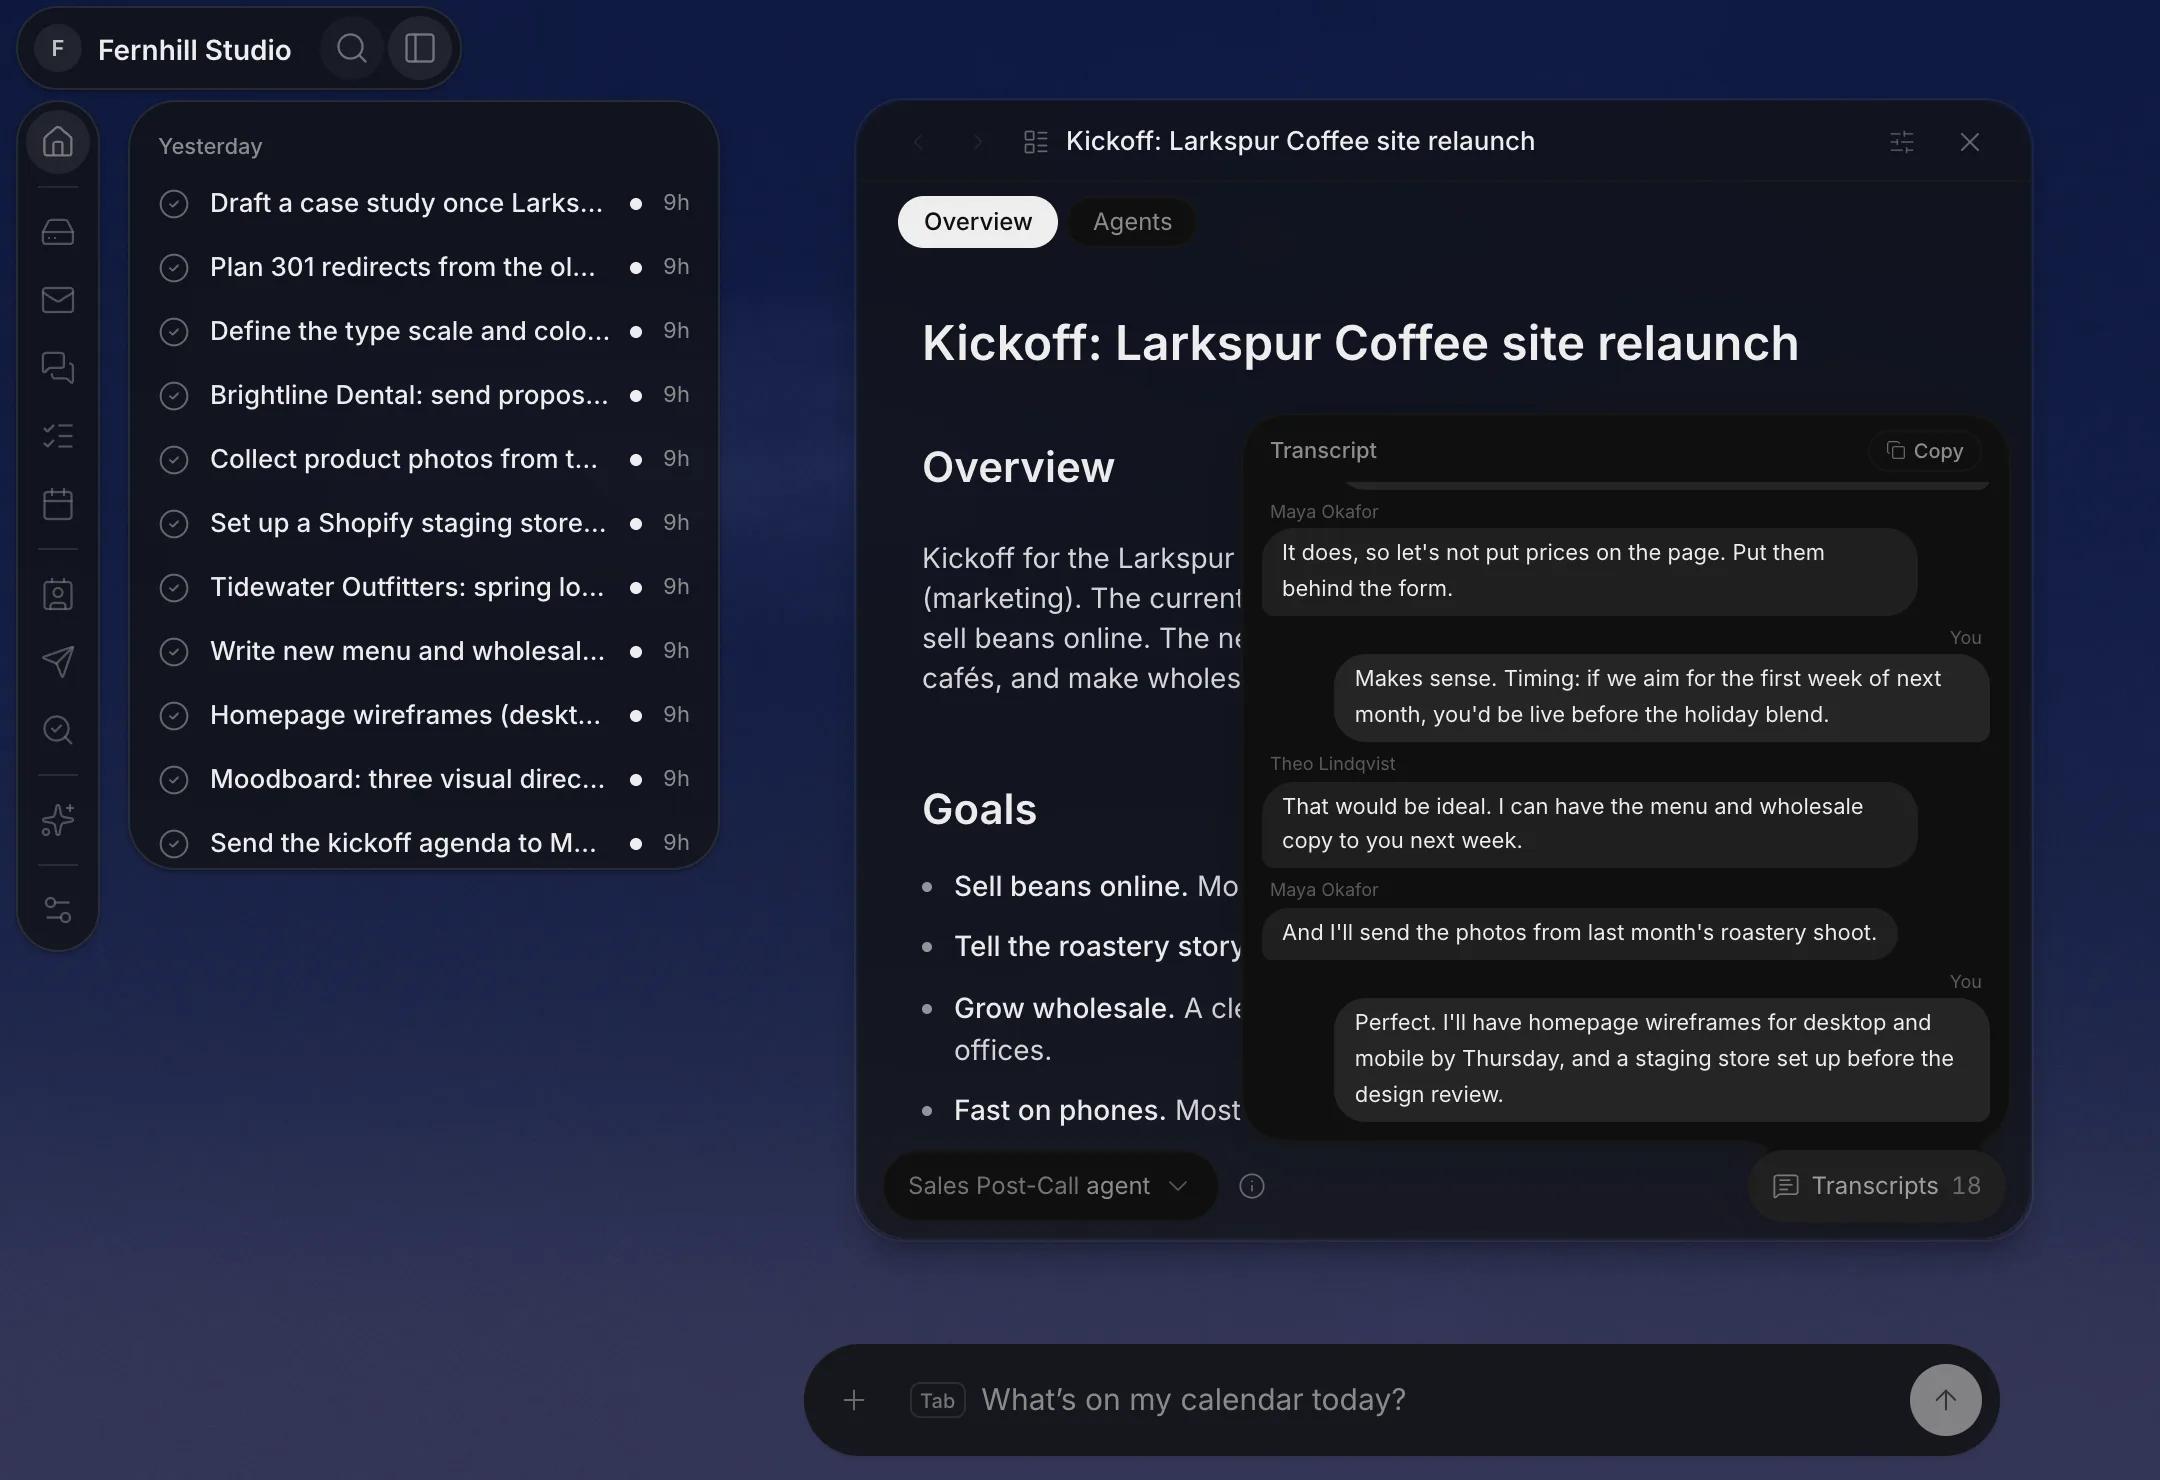 F
Fernhill Studio
Yesterday
Draft a case study once Larks... 9h
Plan 301 redirects from the ol... 9h
Define the type scale and colo... 9h
Brightline Dental: send propos... 9h
Collect product photos from t... 9h
Set up a Shopify staging store... 9h
Tidewater Outfitters: spring lo... 9h
Write new menu and wholesal... 9h
Homepage wireframes (deskt... 9h
Moodboard: three visual direc... 9h
Send the kickoff agenda to M... 9h
Kickoff: Larkspur Coffee site relaunch
Overview
Agents
Kickoff: Larkspur Coffee site relaunch
Overview
Kickoff for the Larkspur
(marketing). The current
sell beans online. The ne
cafés, and make wholes
Goals
Sell beans online. Mo
Tell the roastery story
Grow wholesale. A cle
offices.
Fast on phones. Most
Transcript
Copy
Maya Okafor
It does, so let's not put prices on the page. Put them
behind the form.
You
Makes sense. Timing: if we aim for the first week of next
month, you'd be live before the holiday blend.
Theo Lindqvist
That would be ideal. I can have the menu and wholesale
copy to you next week.
Maya Okafor
And I'll send the photos from last month's roastery shoot.
You
Perfect. I'll have homepage wireframes for desktop and
mobile by Thursday, and a staging store set up before the
design review.
Sales Post-Call agent
Transcripts 18
Tab What's on my calendar today?